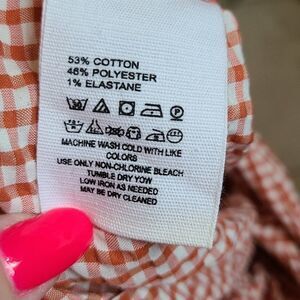 53% COTTON
46% POLYESTER
1% ELASTANE
MACHINE WASH COLD WITH LIKE
COLORS
USE ONLY NON-CHLORINE BLEACH
TUMBLE DRY YOW
LOW IRON AS NEEDED
MAY BE DRY CLEANED